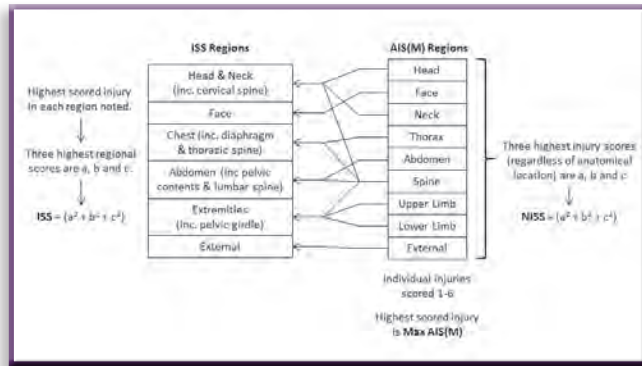 ISS Regions
AIS(M) Regions
Highest scored injury
in each region noted.
Three highest regional
scores are a, b and c.
ISS = (a² + b² + c²)
Head & Neck
(inc. cervical spine)
Face
Chest (inc. diaphragm
& thorazic spine)
Abdomen (inc pelvic
contents & lumbar spine)
Extremities
(inc. pelvic girdle)
External
Head
Face
Neck
Thorax
Abdomen
Spine
Upper Limb
Lower Limb
External
Individual injuries
scored 1-6
Highest scored injury
is Max AIS(M)
Three highest injury scores
(regardless of anatomical
location) are a, b and c
NISS = (a² + b² + c²)